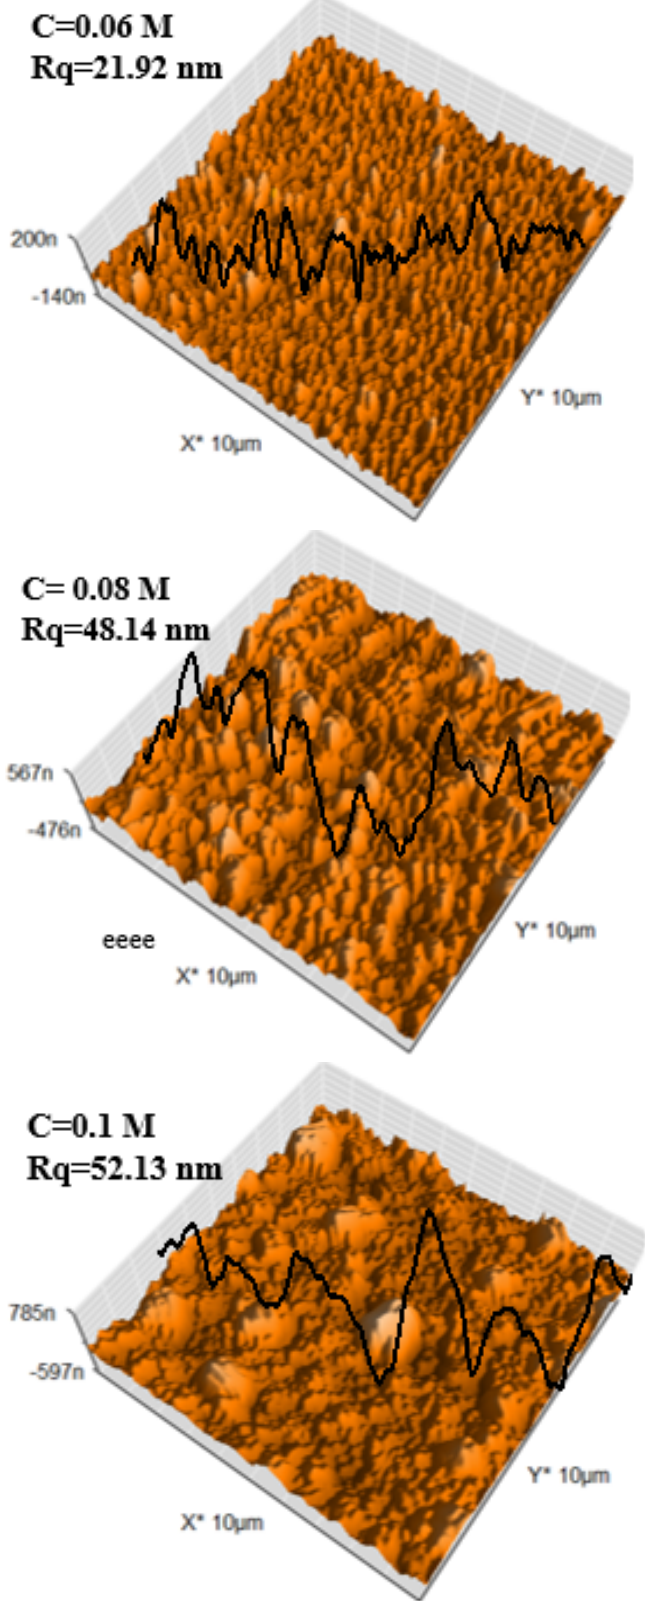 C=0.06 M
Rq=21.92 nm
200n
-140n
Y* 10µm
X* 10µm
C= 0.08 M
Rq=48.14 nm
567n
-476n
Y* 10µm
eeee
X* 10µm
C=0.1 M
Rq=52.13 nm
785n
-597n
Y* 10µm
X* 10µm